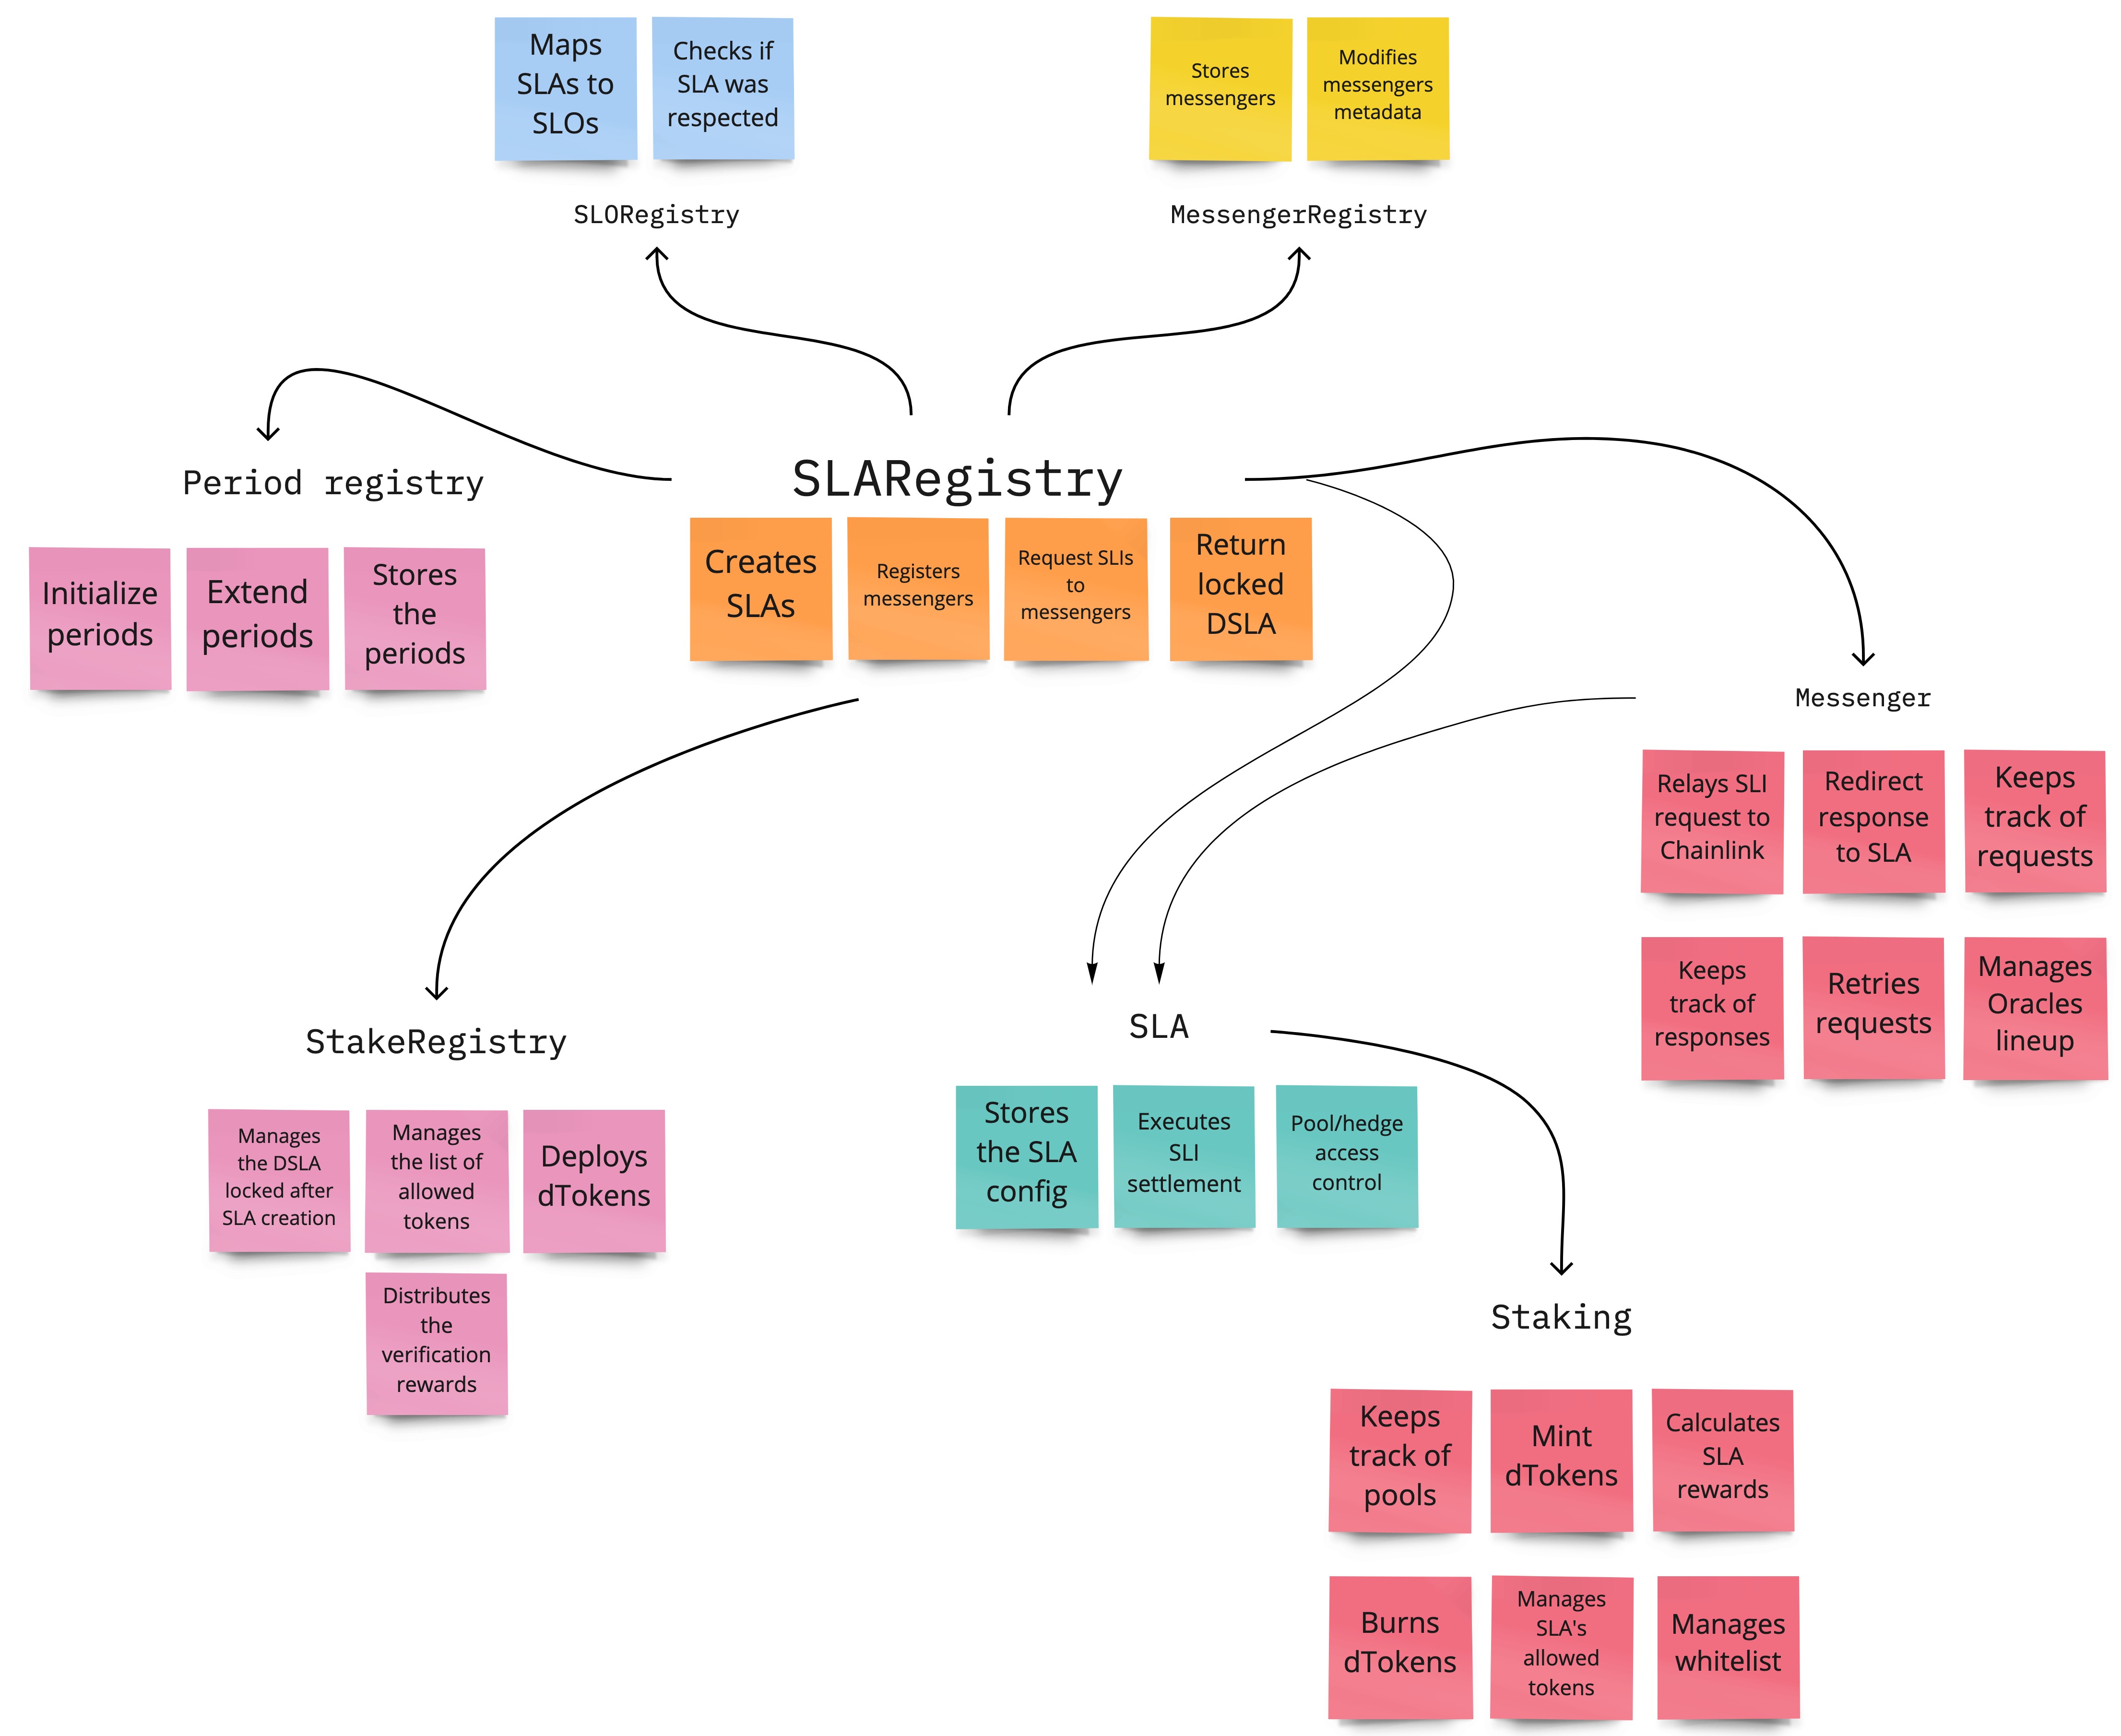 Maps
SLAs to
SLOs
Checks if
SLA was
respected
SLORegistry
Stores
messengers
Modifies
messengers
metadata
MessengerRegistry
Period registry
Initialize
periods
Extend
periods
Stores
the
periods
SLARegistry
Creates
SLAs
Registers
messengers
Request SLIs
to
messengers
Return
locked
DSLA
Messenger
Relays SLI
request to
Chainlink
Redirect
response
to SLA
Keeps
track of
requests
Keeps
track of
responses
Retries
requests
Manages
Oracles
lineup
StakeRegistry
Manages
the DSLA
locked after
SLA creation
Manages
the list of
allowed
tokens
Deploys
dTokens
Distributes
the
verification
rewards
SLA
Stores
the SLA
config
Executes
SLI
settlement
Pool/hedge
access
control
Staking
Keeps
track of
pools
Mint
dTokens
Calculates
SLA
rewards
Burns
dTokens
Manages
SLA's
allowed
tokens
Manages
whitelist